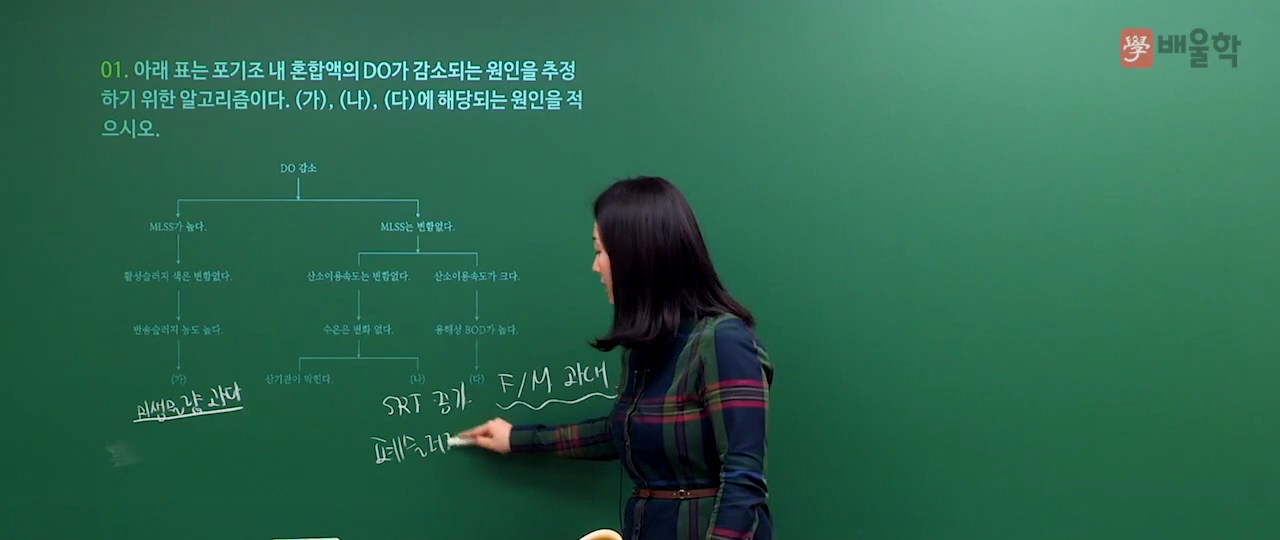 學 배울학
01. 아래 표는 포기조 내 혼합액의 DO가 감소되는 원인을 추정
하기 위한 알고리즘이다. (가), (나), (다)에 해당되는 원인을 적
으시오.
DO 감소
MLSS가 높다.
MLSS는 변함없다.
활성슬러지 색은 변함없다.
산소이용속도는 변함없다.
산소이용속도가 크다.
반송슬러지 농도 높다.
수온은 변화 없다.
용해성 BOD가 높다.
(가)
산기관이 막힌다.
(나)
(다)
미생물량 과다
SRT 증가
F/M 과대
폐슬러지